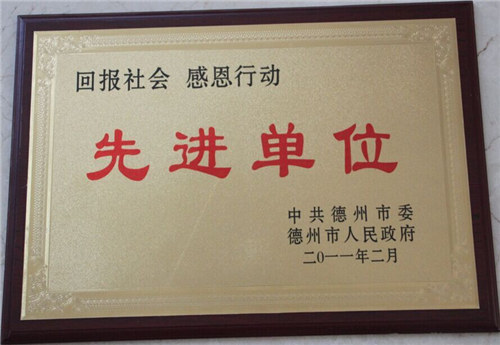 回报社会 感恩行动
先进单位
中共德州市委
德州市人民政府
二〇一一年二月